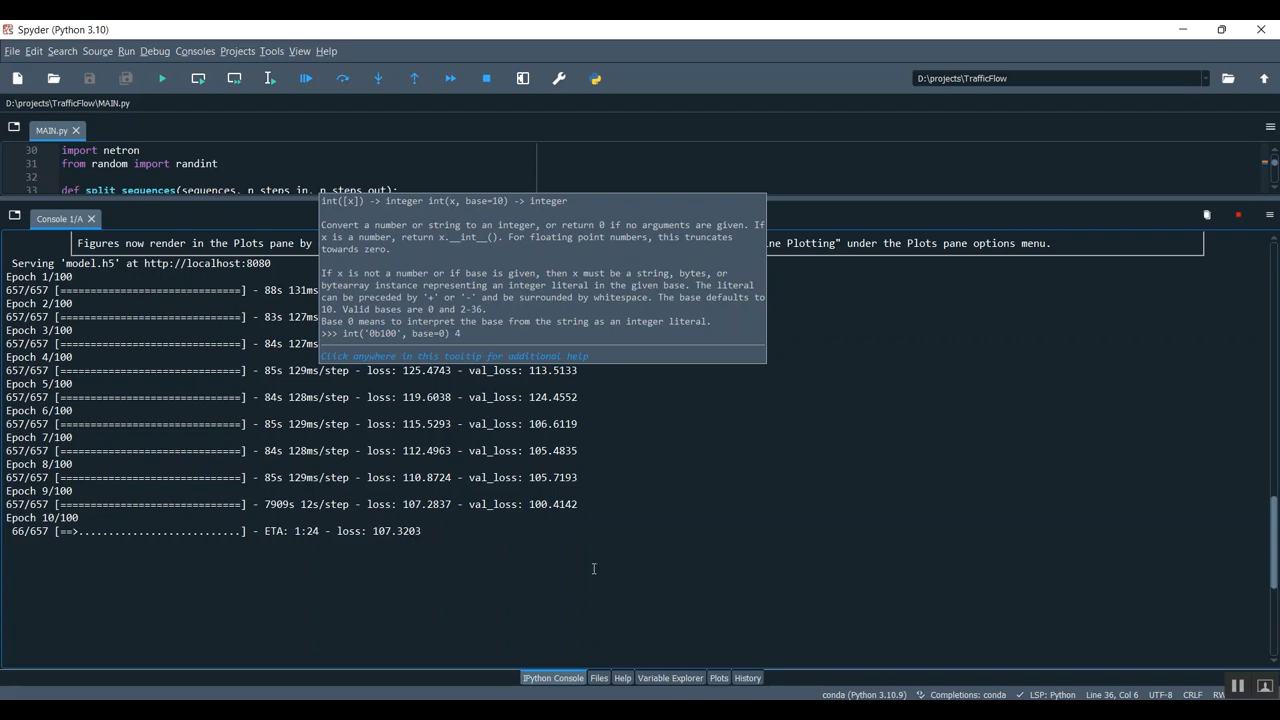 Spyder (Python 3.10)
File Edit Search Source Run Debug Consoles Projects Tools View Help
D:\projects\TrafficFlow
D:\projects\TrafficFlow\MAIN.py
MAIN.py
30 import netron
31 from random import randint
32
33 def split_sequences(sequences, n_steps_in, n_steps_out):
Console 1/A
int([x]) -> integer int(x, base=10) -> integer
Convert a number or string to an integer, or return 0 if no arguments are given. If
x is a number, return x.__int__(). For floating point numbers, this truncates
towards zero.
If x is not a number or if base is given, then x must be a string, bytes, or
bytearray instance representing an integer literal in the given base. The literal
can be preceded by '+' or '-' and be surrounded by whitespace. The base defaults to
10. Valid bases are 0 and 2-36.
Base 0 means to interpret the base from the string as an integer literal.
>>> int('0b100', base=0) 4
Click anywhere in this tooltip for additional help
Figures now render in the Plots pane by ine Plotting" under the Plots pane options menu.
Serving 'model.h5' at http://localhost:8080
Epoch 1/100
657/657 [==============================] - 88s 131ms
Epoch 2/100
657/657 [==============================] - 83s 127ms
Epoch 3/100
657/657 [==============================] - 84s 127ms
Epoch 4/100
657/657 [==============================] - 85s 129ms/step - loss: 125.4743 - val_loss: 113.5133
Epoch 5/100
657/657 [==============================] - 84s 128ms/step - loss: 119.6038 - val_loss: 124.4552
Epoch 6/100
657/657 [==============================] - 85s 129ms/step - loss: 115.5293 - val_loss: 106.6119
Epoch 7/100
657/657 [==============================] - 84s 128ms/step - loss: 112.4963 - val_loss: 105.4835
Epoch 8/100
657/657 [==============================] - 85s 129ms/step - loss: 110.8724 - val_loss: 105.7193
Epoch 9/100
657/657 [==============================] - 7909s 12s/step - loss: 107.2837 - val_loss: 100.4142
Epoch 10/100
66/657 [==>...........................] - ETA: 1:24 - loss: 107.3203
IPython Console Files Help Variable Explorer Plots History
conda (Python 3.10.9) Completions: conda LSP: Python Line 36, Col 6 UTF-8 CRLF RW